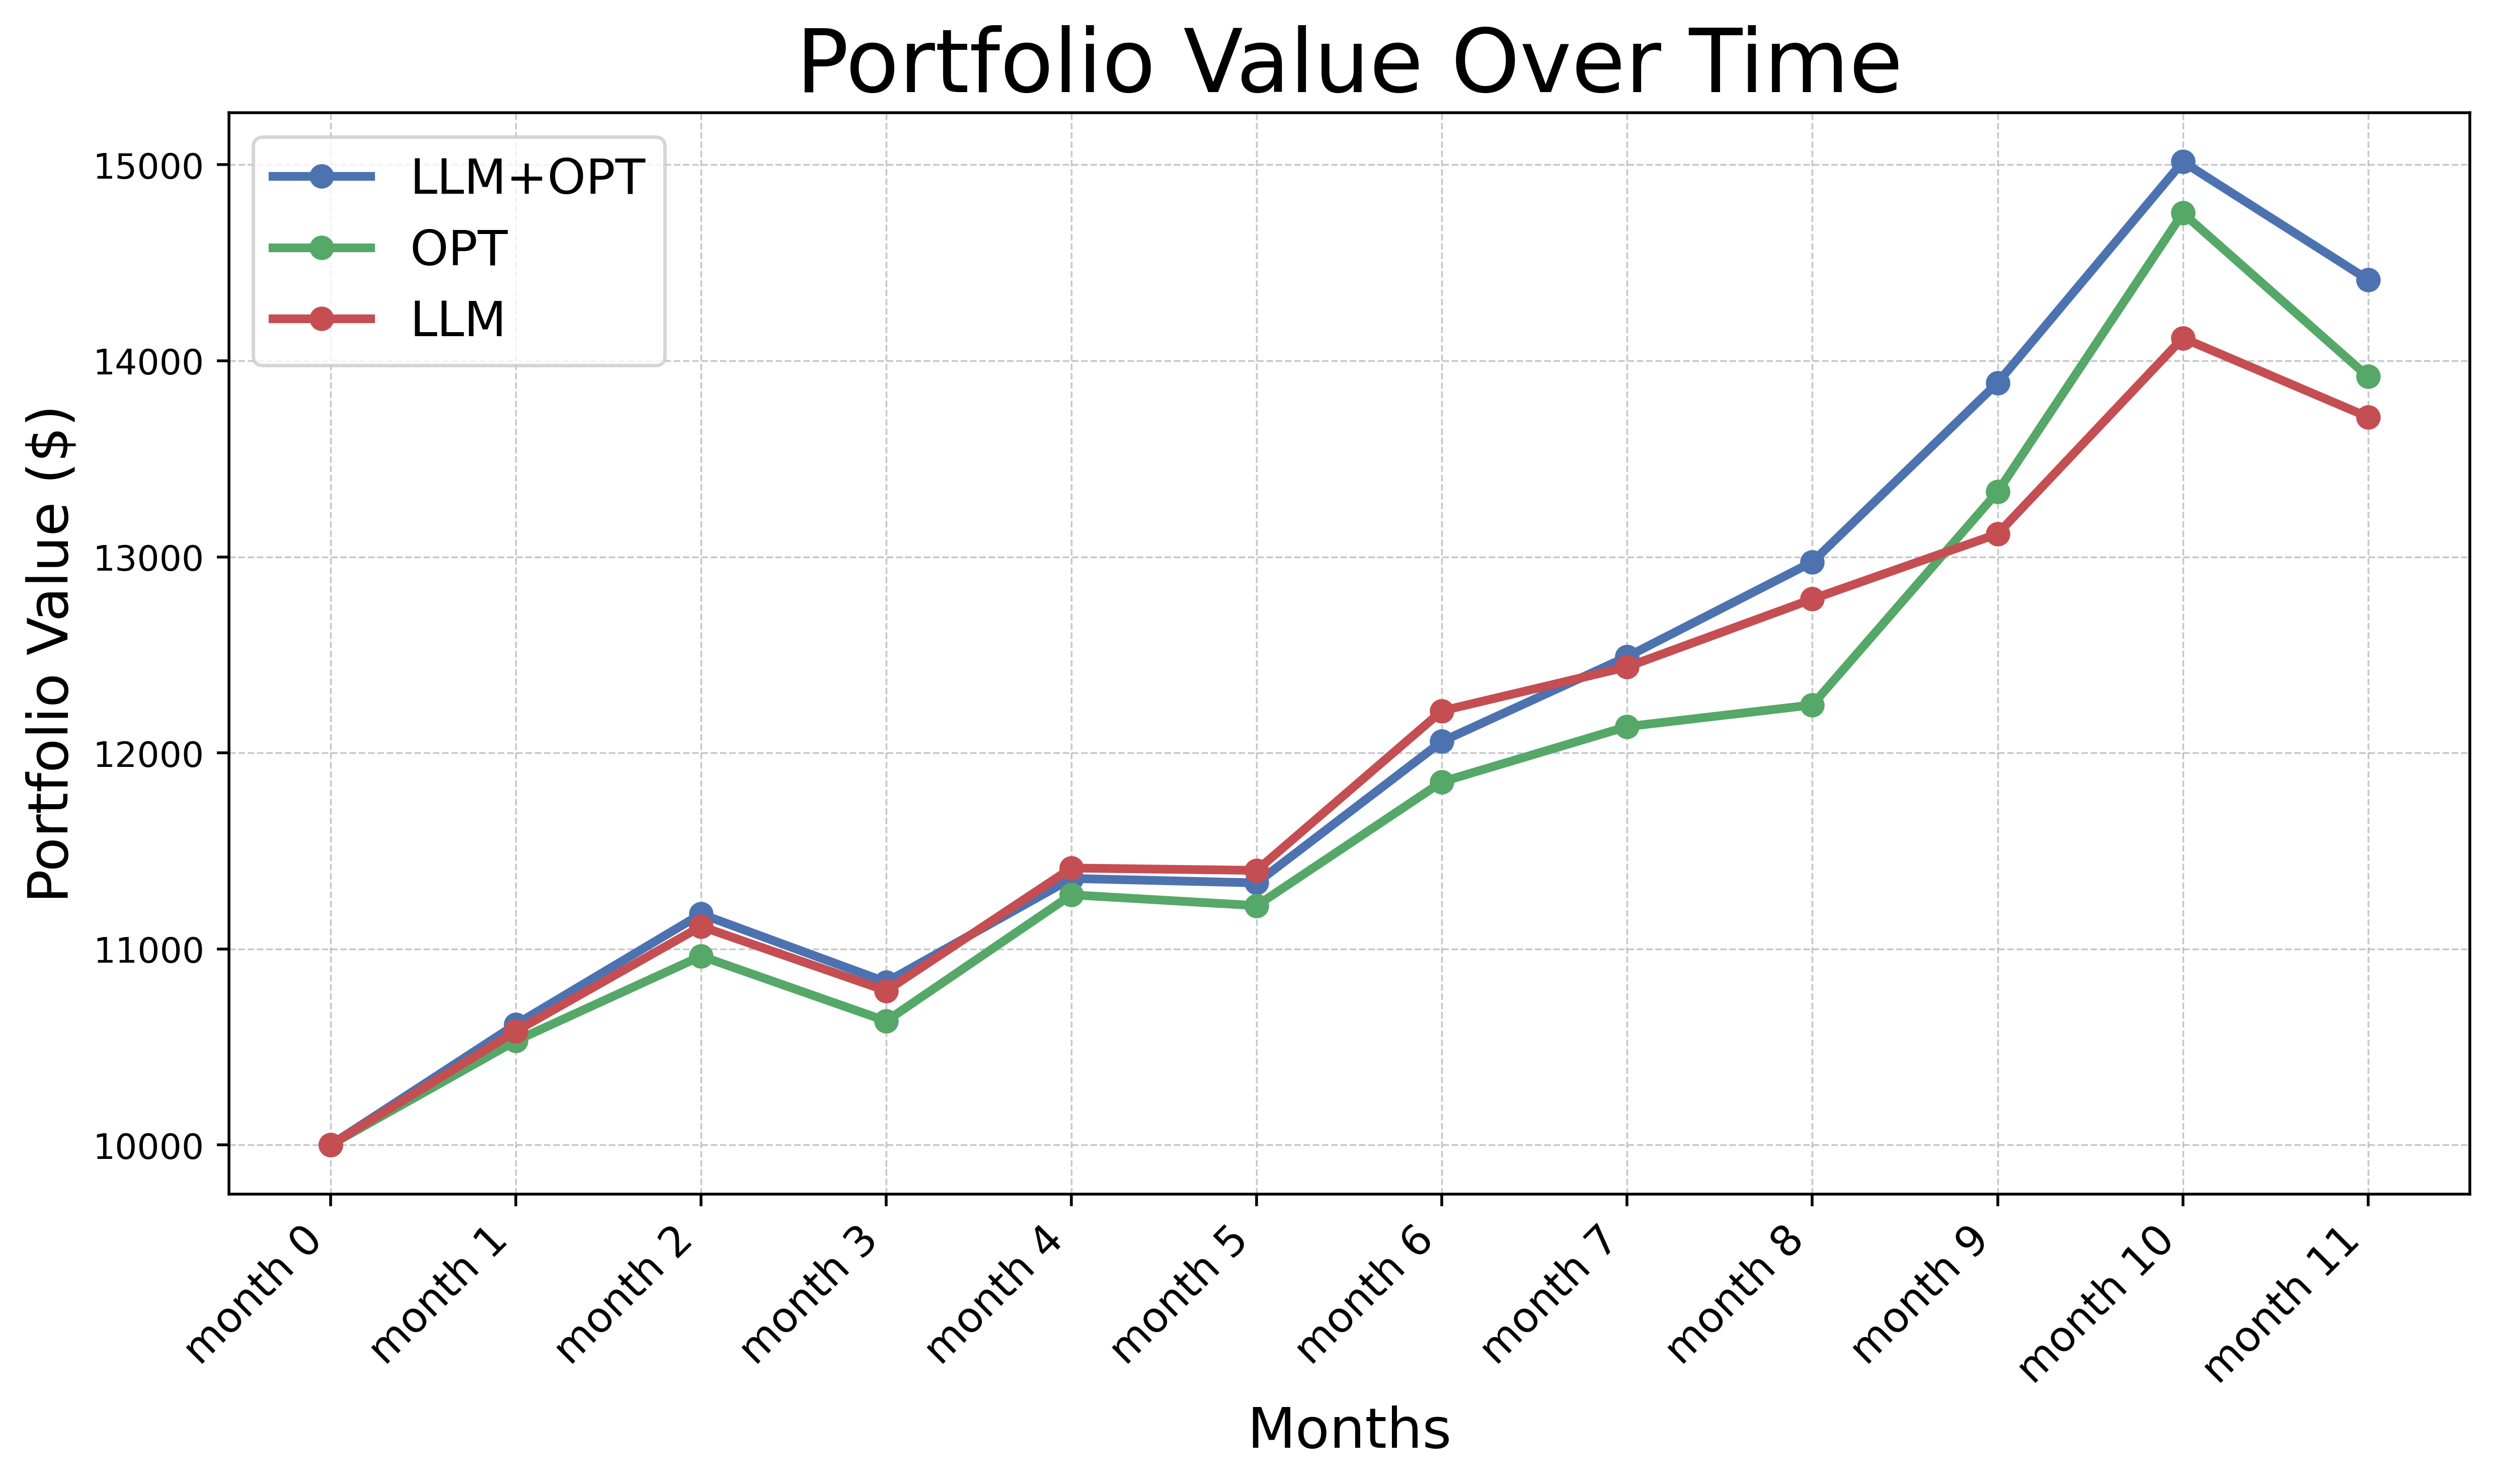 Portfolio Value Over Time
LLM+OPT
OPT
LLM
Portfolio Value ($)
15000
14000
13000
12000
11000
10000
month 0
month 1
month 2
month 3
month 4
month 5
month 6
month 7
month 8
month 9
month 10
month 11
Months